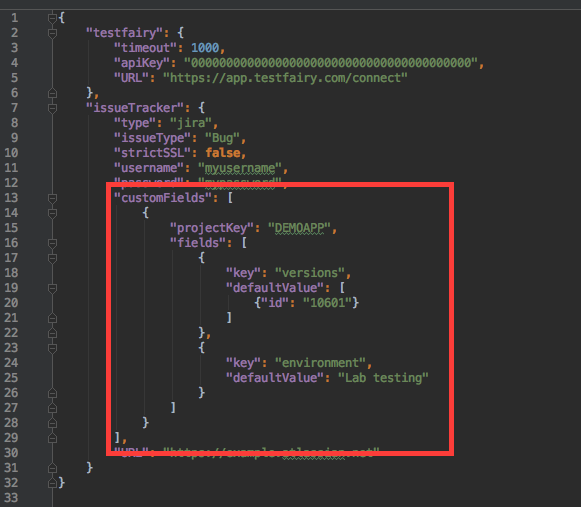 1 {
2 "testfairy": {
3 "timeout": 1000,
4 "apiKey": "0000000000000000000000000000000000000000",
5 "URL": "https://app.testfairy.com/connect"
6 },
7 "issueTracker": {
8 "type": "jira",
9 "issueType": "Bug",
10 "strictSSL": false,
11 "username": "myusername",
12 "password": "mypassword",
13 "customFields": [
14 {
15 "projectKey": "DEMOAPP",
16 "fields": [
17 {
18 "key": "versions",
19 "defaultValue": [
20 {"id": "10601"}
21 ]
22 },
23 {
24 "key": "environment",
25 "defaultValue": "Lab testing"
26 }
27 ]
28 }
29 ],
30 "URL": "https://example.atlassian.net"
31 }
32 }
33